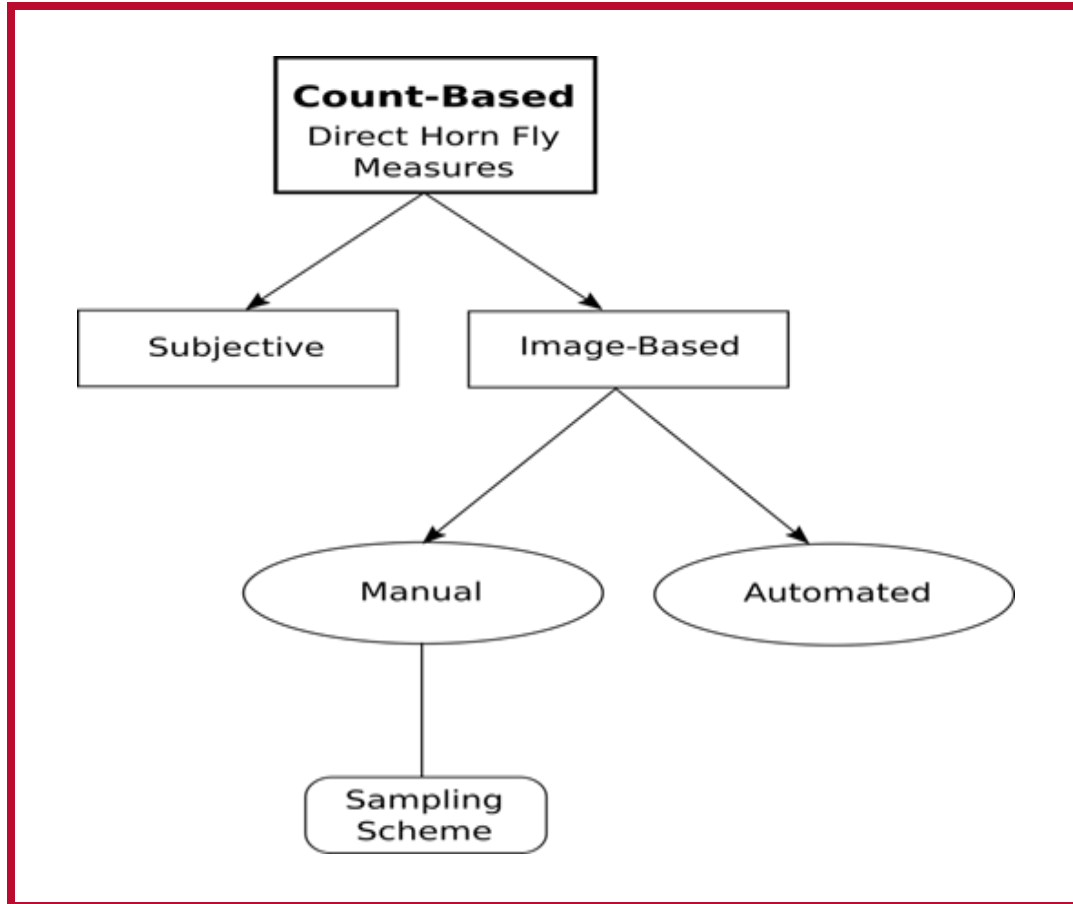 Count-Based
Direct Horn Fly
Measures
Subjective
Image-Based
Manual
Automated
Sampling
Scheme